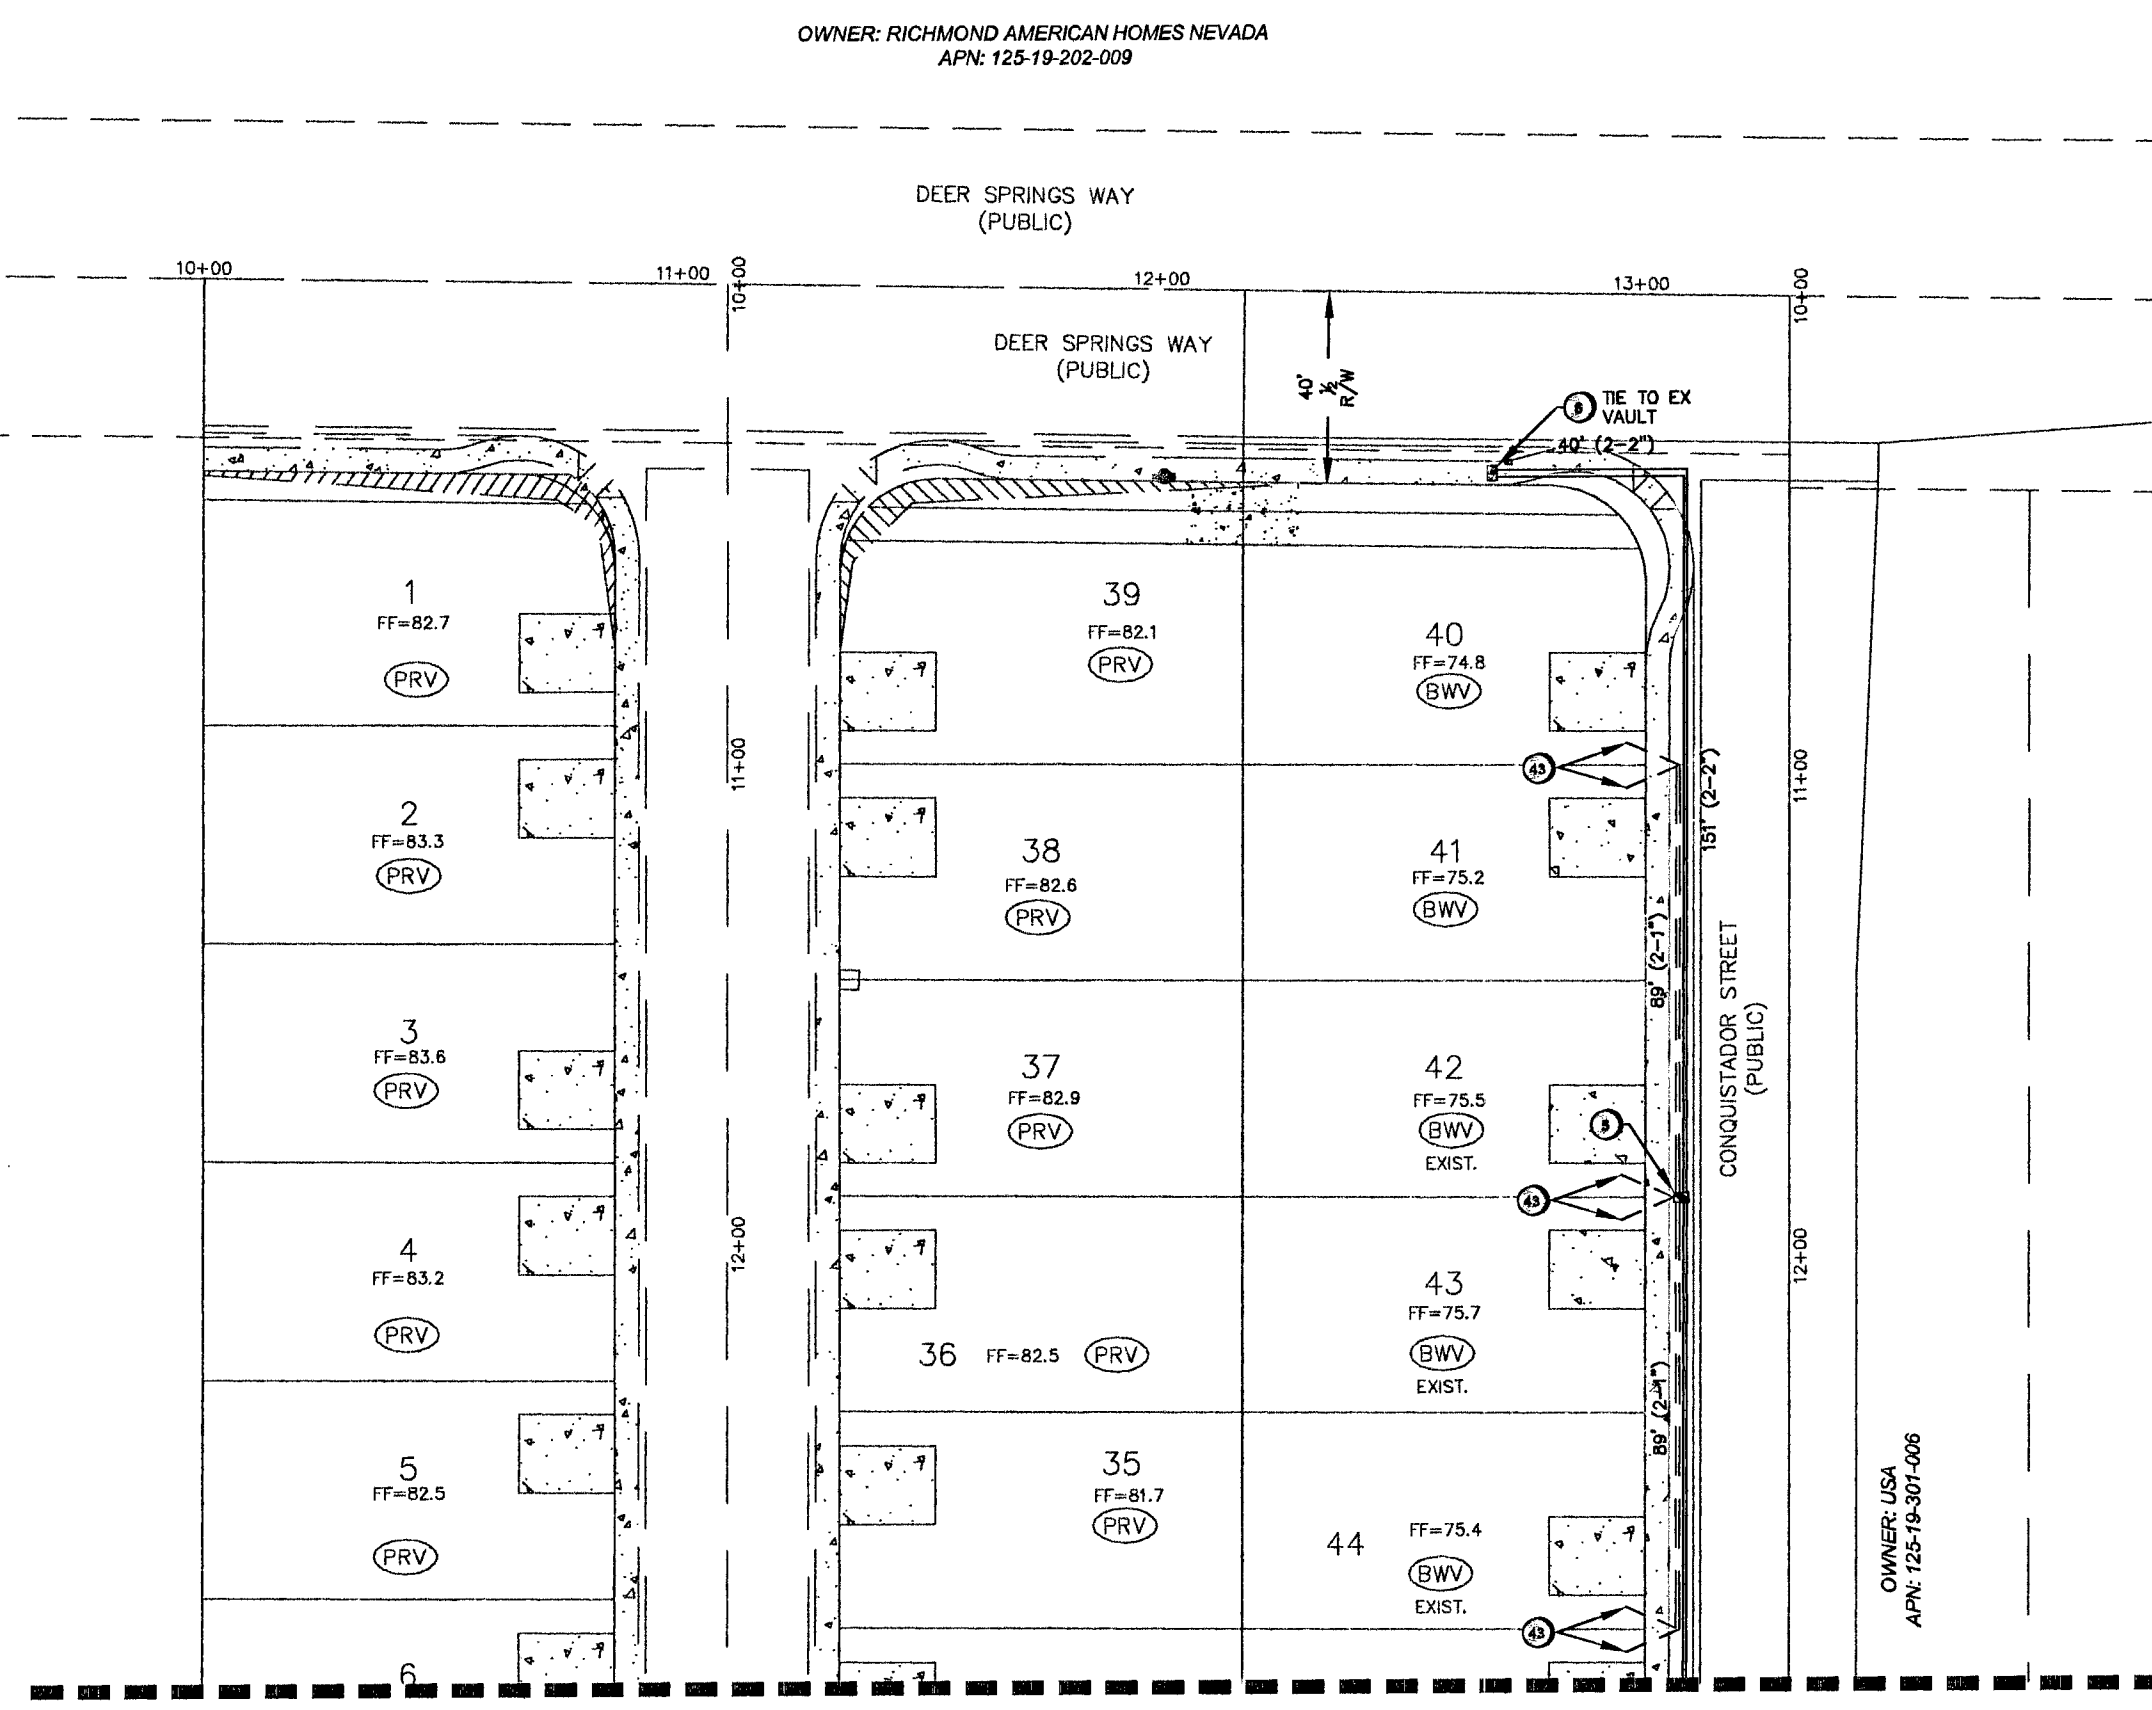 OWNER: RICHMOND AMERICAN HOMES NEVADA
APN: 125-19-202-009
DEER SPRINGS WAY
(PUBLIC)
10+00
11+00
10+00
12+00
13+00
10+00
DEER SPRINGS WAY
(PUBLIC)
40'
½
R/W
TIE TO EX
VAULT
40' (2-2")
1
FF=82.7
PRV
39
FF=82.1
PRV
40
FF=74.8
BWV
43
11+00
151' (2-2")
11+00
2
FF=83.3
PRV
38
FF=82.6
PRV
41
FF=75.2
BWV
89' (2-1")
CONQUISTADOR STREET
(PUBLIC)
3
FF=83.6
PRV
37
FF=82.9
PRV
42
FF=75.5
BWV
EXIST.
43
12+00
12+00
4
FF=83.2
PRV
36 FF=82.5 PRV
43
FF=75.7
BWV
EXIST.
89' (2-1")
5
FF=82.5
PRV
35
FF=81.7
PRV
44
FF=75.4
BWV
EXIST.
43
OWNER: USA
APN: 125-19-301-006
6